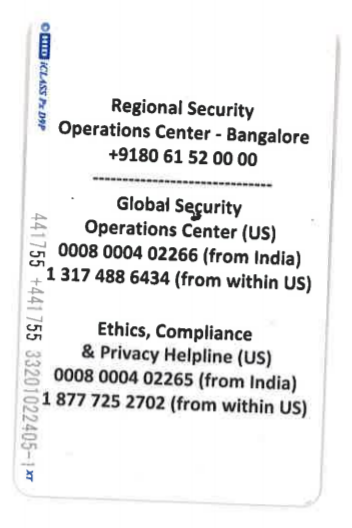 © HID iCLASS Px D9P
Regional Security
Operations Center - Bangalore
+9180 61 52 00 00
------------------------------
Global Security
Operations Center (US)
0008 0004 02266 (from India)
1 317 488 6434 (from within US)
Ethics, Compliance
& Privacy Helpline (US)
0008 0004 02265 (from India)
1 877 725 2702 (from within US)
441755 +441755 33201022405-1 XT